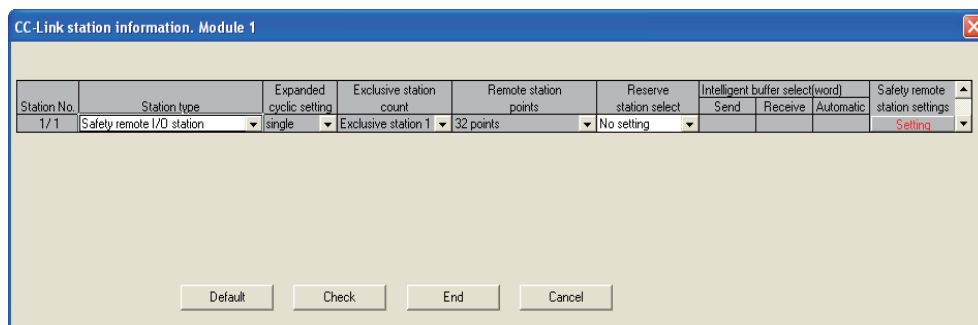 CC-Link station information. Module 1
Expanded Exclusive station Remote station Reserve Intelligent buffer select(word) Safety remote
Station No. Station type cyclic setting count points station select Send Receive Automatic station settings
1/1 Safety remote I/O station single Exclusive station 1 32 points No setting Setting
Default Check End Cancel